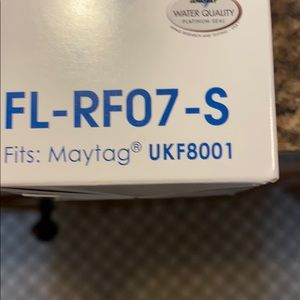 WATER QUALITY
PLATINUM SEAL
FL-RF07-S
Fits: Maytag® UKF8001